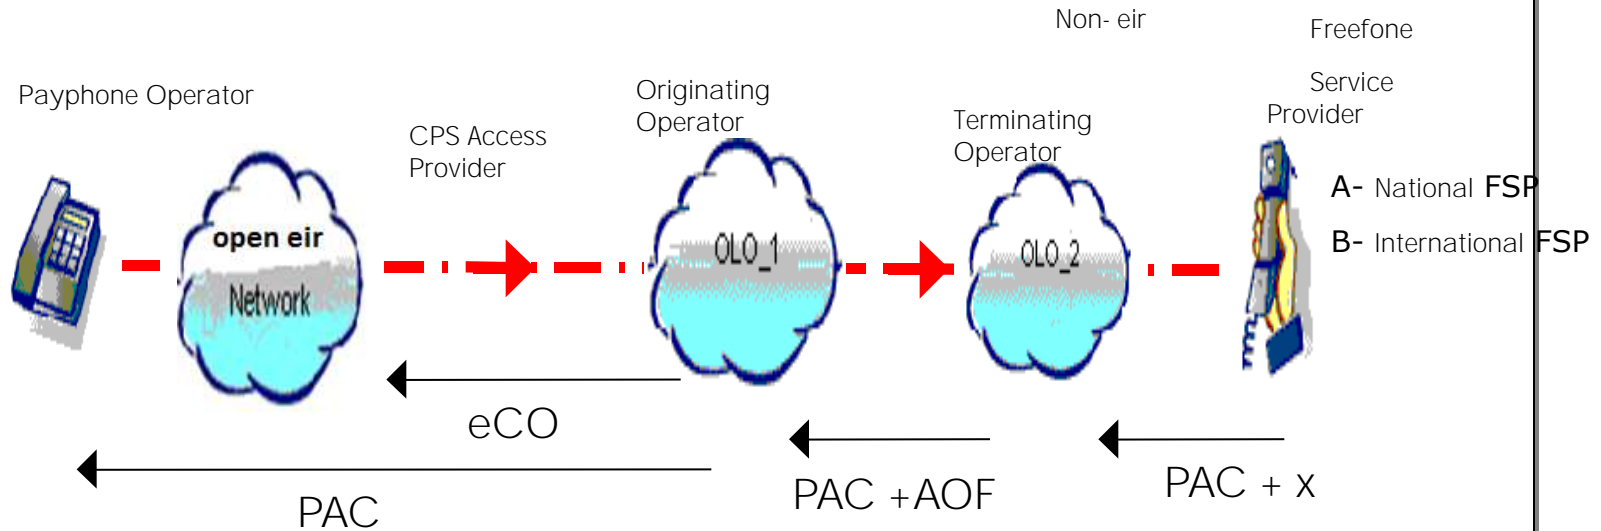 Non- eir
Freefone
Service
Provider
Payphone Operator
CPS Access
Provider
Originating
Operator
Terminating
Operator
A- National FSP
B- International FSP
open eir
Network
OLO_1
OLO_2
eCO
PAC
PAC +AOF
PAC + x